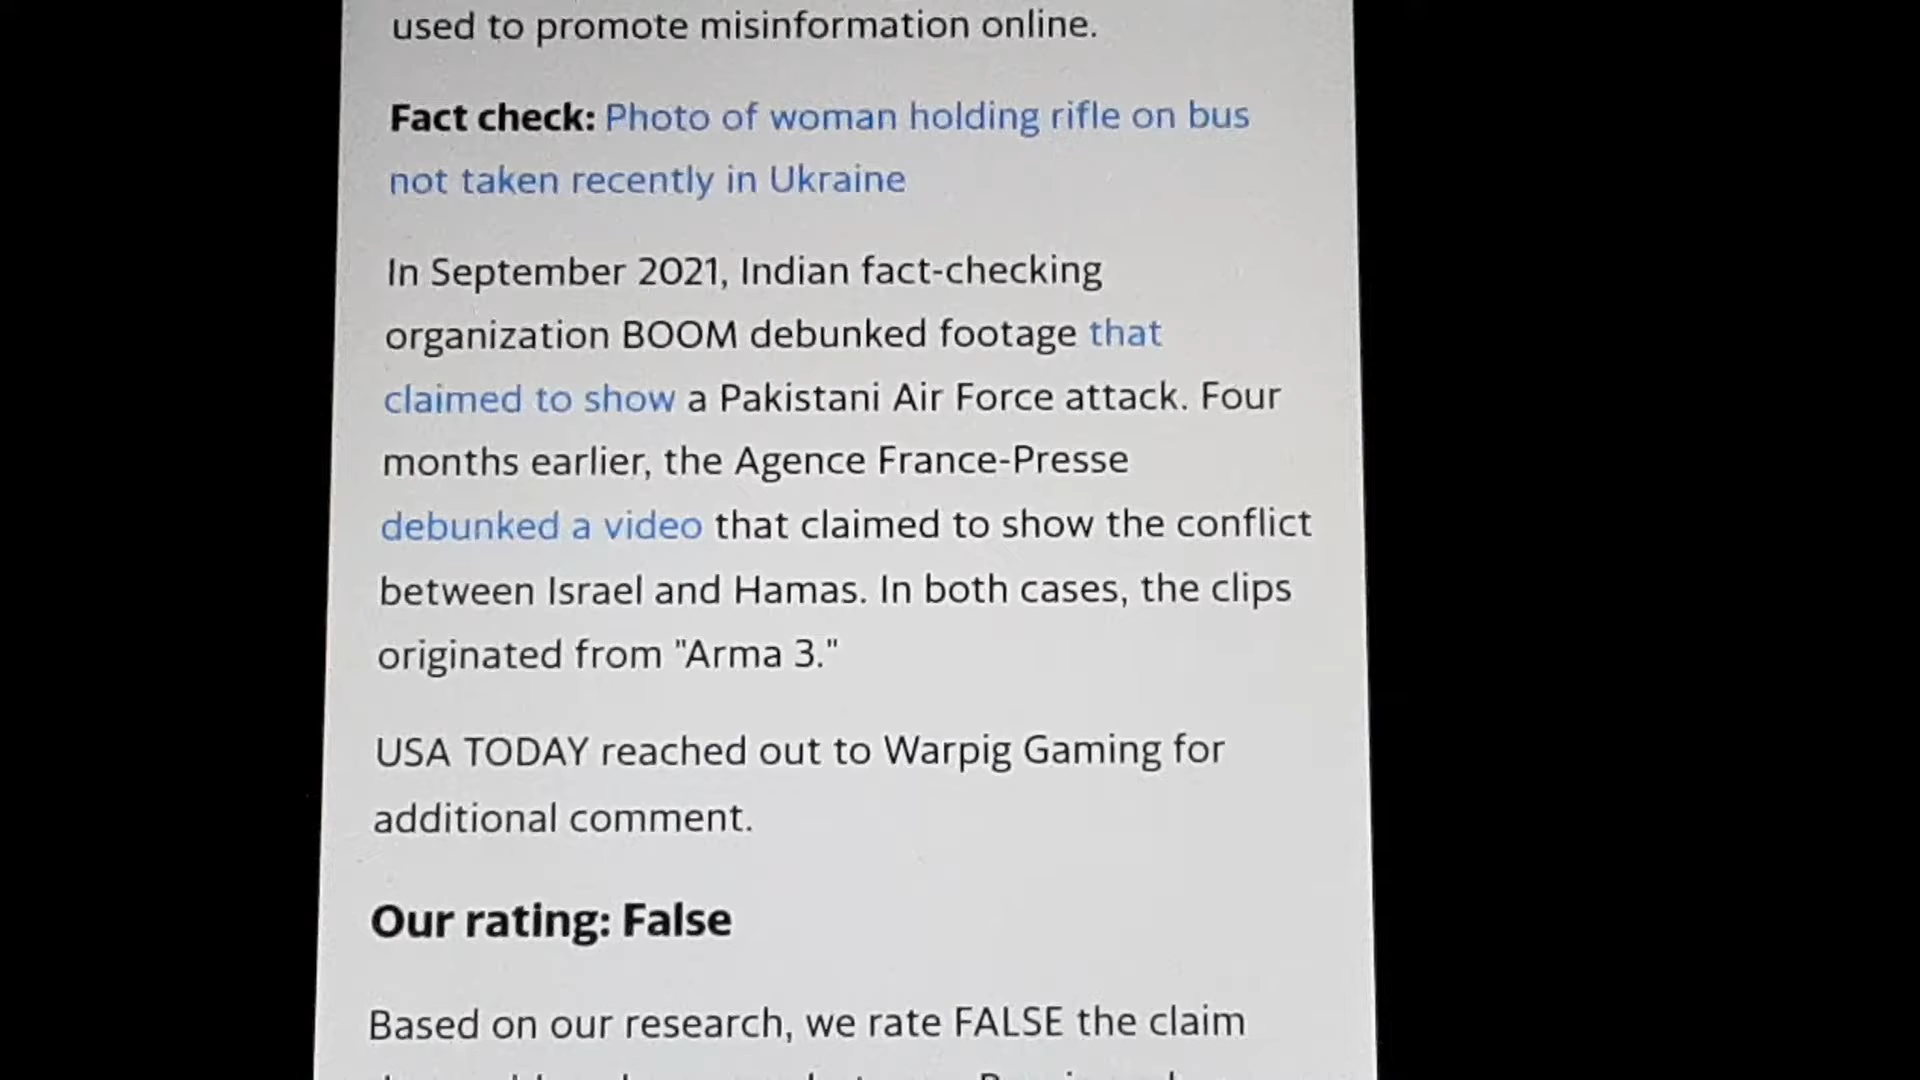 used to promote misinformation online.
Fact check: Photo of woman holding rifle on bus
not taken recently in Ukraine
In September 2021, Indian fact-checking
organization BOOM debunked footage that
claimed to show a Pakistani Air Force attack. Four
months earlier, the Agence France-Presse
debunked a video that claimed to show the conflict
between Israel and Hamas. In both cases, the clips
originated from "Arma 3."
USA TODAY reached out to Warpig Gaming for
additional comment.
Our rating: False
Based on our research, we rate FALSE the claim